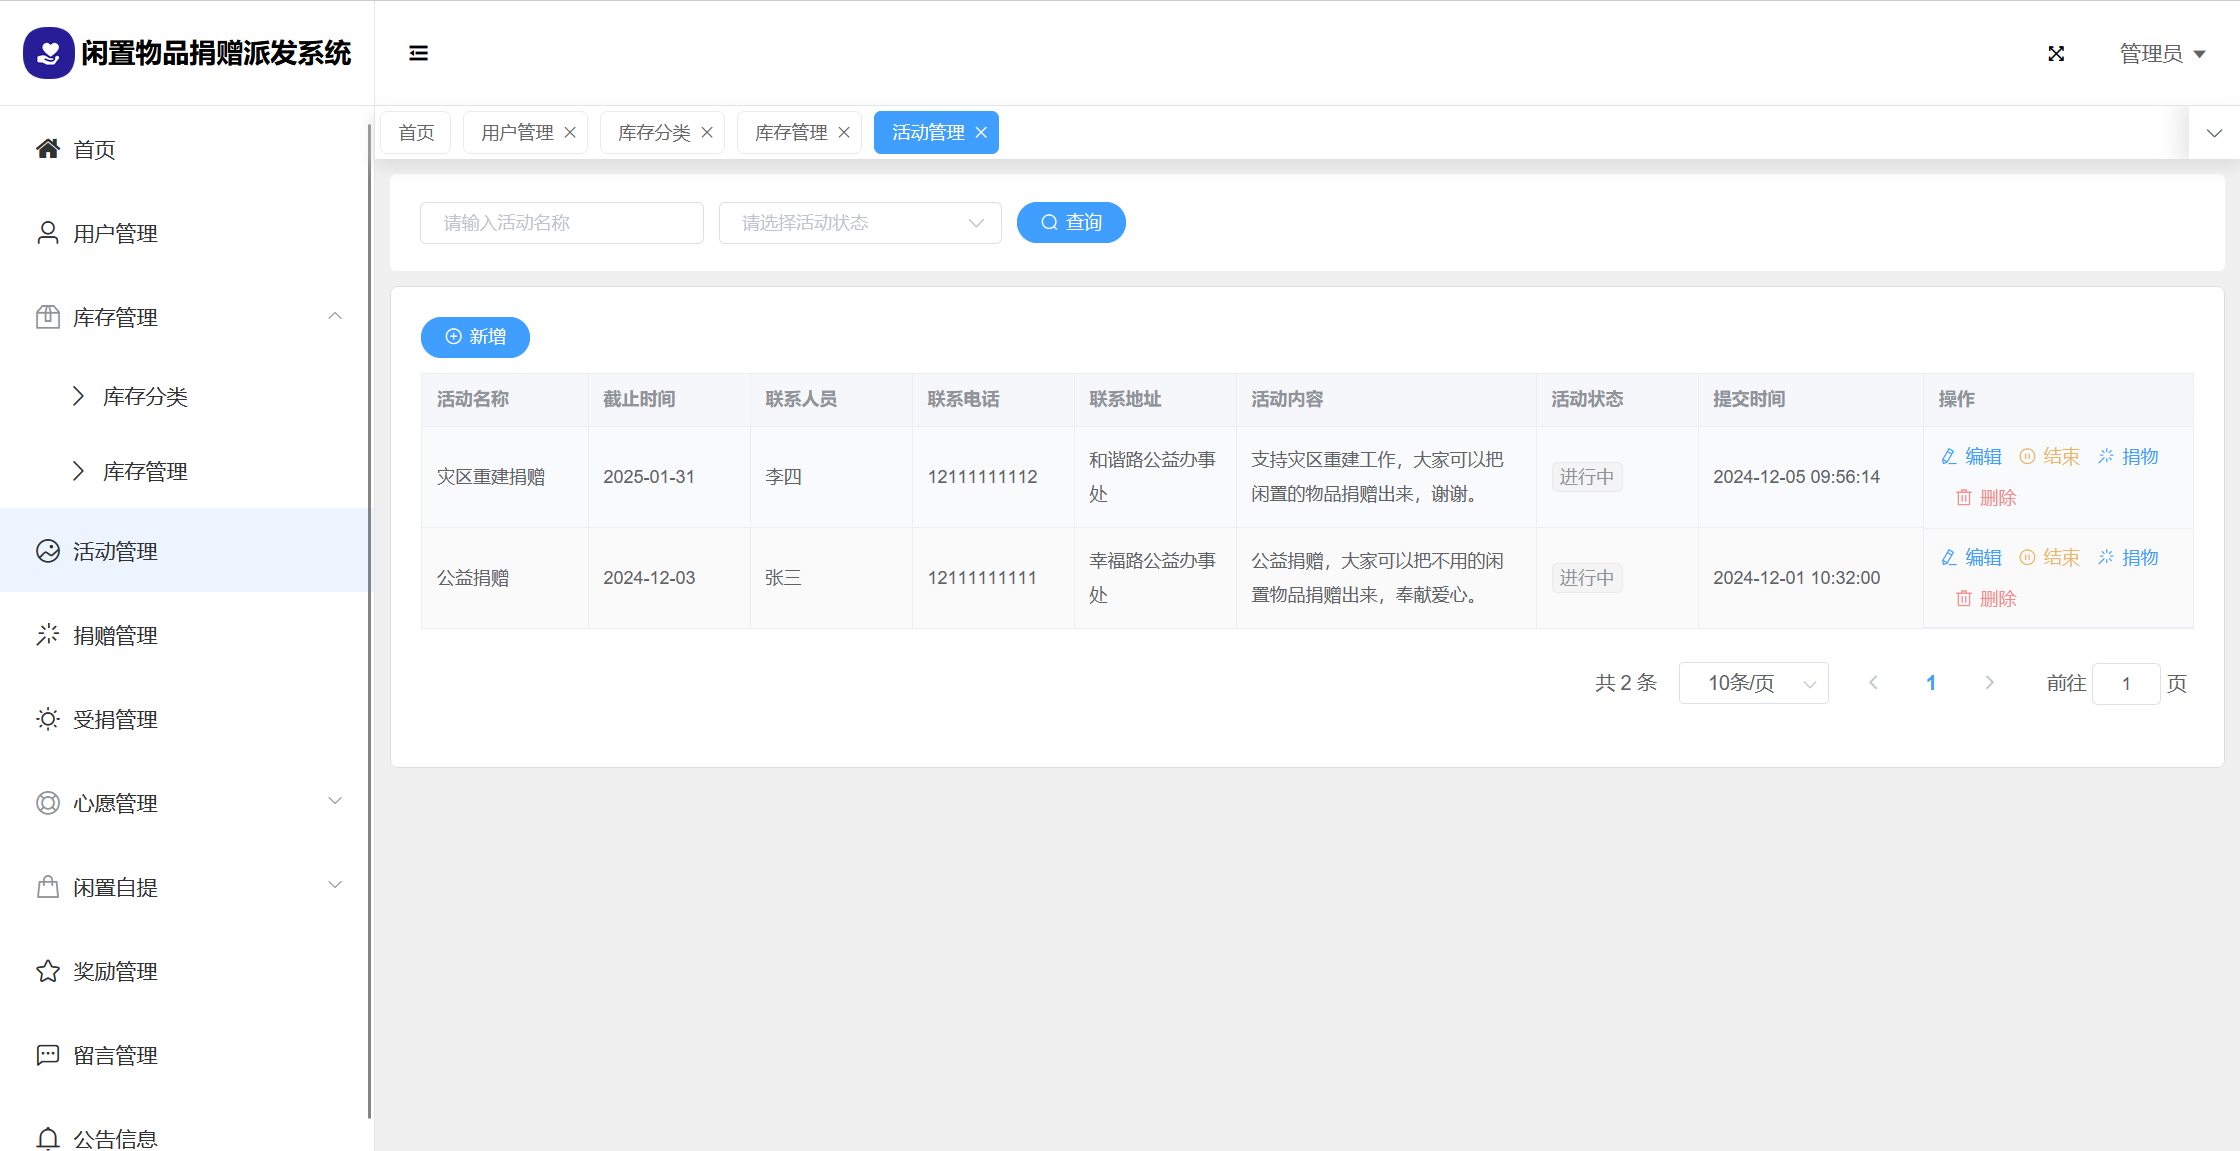 闲置物品捐赠派发系统
管理员
首页
用户管理
库存管理
库存分类
库存管理
活动管理
捐赠管理
受捐管理
心愿管理
闲置自提
奖励管理
留言管理
公告信息
首页 用户管理 库存分类 库存管理 活动管理
请输入活动名称 请选择活动状态 查询
新增
活动名称 截止时间 联系人员 联系电话 联系地址 活动内容 活动状态 提交时间 操作
灾区重建捐赠 2025-01-31 李四 12111111112 和谐路公益办事处 支持灾区重建工作，大家可以把闲置的物品捐赠出来，谢谢。 进行中 2024-12-05 09:56:14 编辑 结束 捐物 删除
公益捐赠 2024-12-03 张三 12111111111 幸福路公益办事处 公益捐赠，大家可以把不用的闲置物品捐赠出来，奉献爱心。 进行中 2024-12-01 10:32:00 编辑 结束 捐物 删除
共 2 条 10条/页 1 前往 1 页